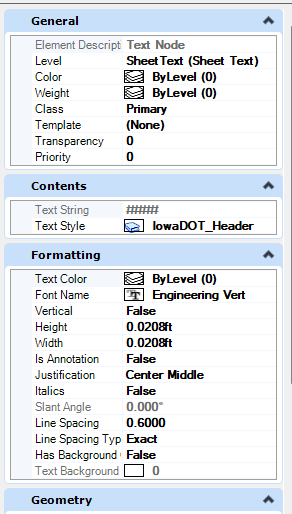 General
Element Descripti Text Node
Level SheetText (Sheet Text)
Color ByLevel (0)
Weight ByLevel (0)
Class Primary
Template (None)
Transparency 0
Priority 0
Contents
Text String #####
Text Style IowaDOT_Header
Formatting
Text Color ByLevel (0)
Font Name Engineering Vert
Vertical False
Height 0.0208ft
Width 0.0208ft
Is Annotation False
Justification Center Middle
Italics False
Slant Angle 0.000°
Line Spacing 0.6000
Line Spacing Typ Exact
Has Background False
Text Background 0
Geometry